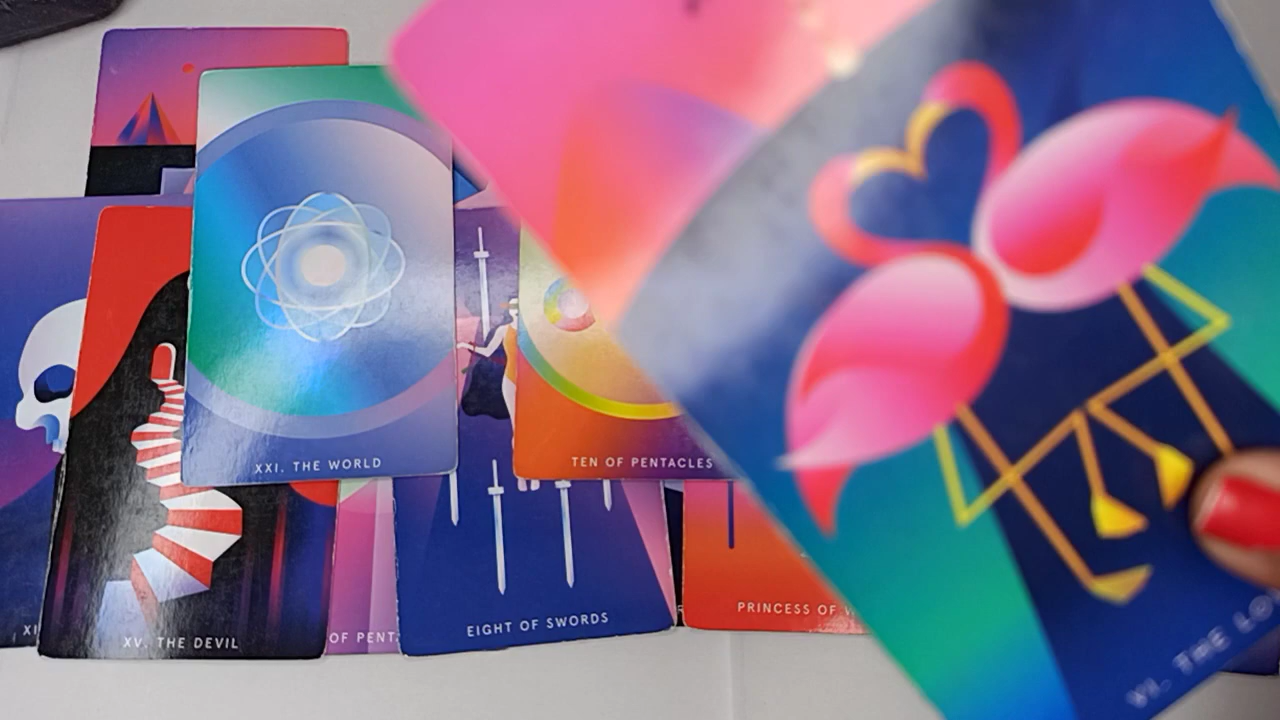 XXI. THE WORLD
TEN OF PENTACLES
PRINCESS OF
EIGHT OF SWORDS
OF PENT
XV. THE DEVIL
XI
VI. THE LO